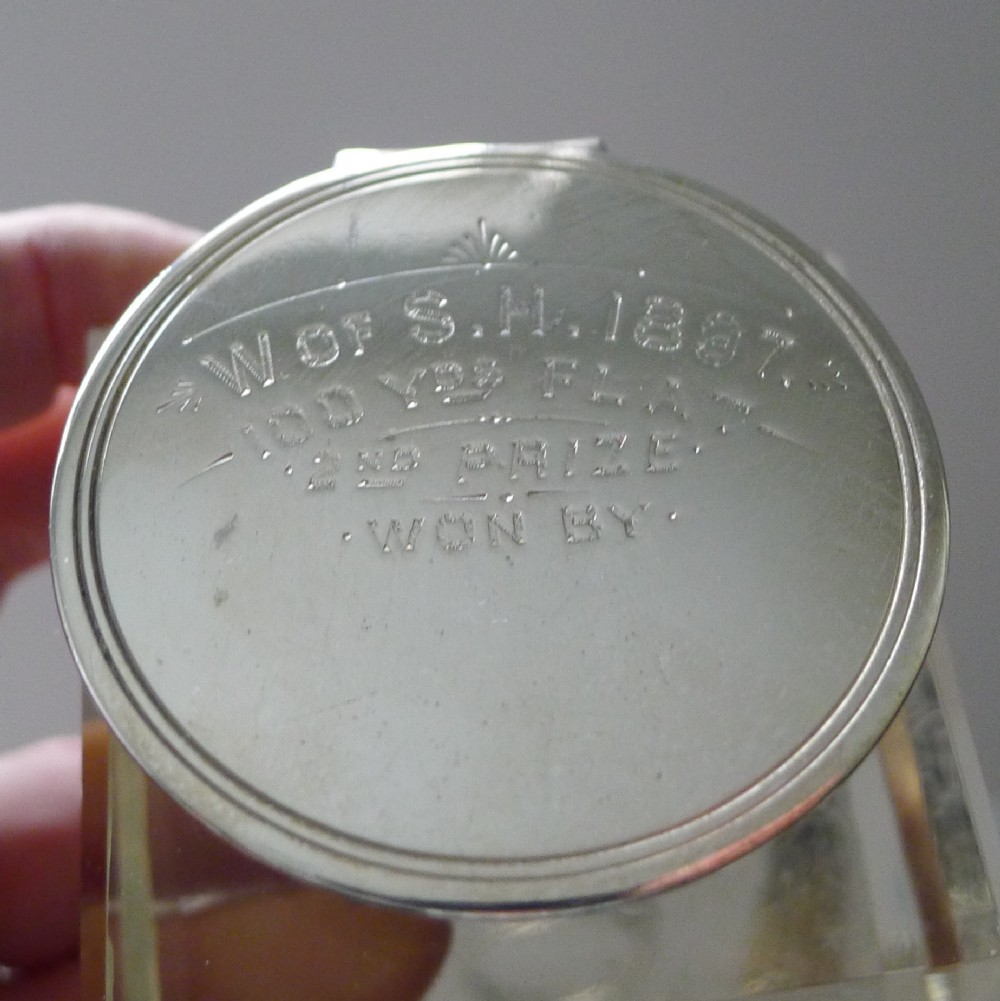 W. OF S.H. 1887.
100 YDS FLAT
.2ND PRIZE.
· WON BY ·